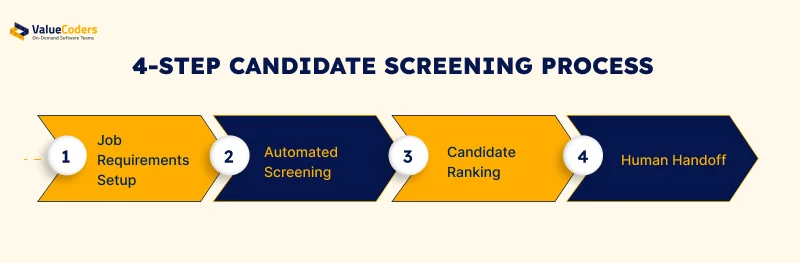 ValueCoders
On-Demand Software Teams
4-STEP CANDIDATE SCREENING PROCESS
1
Job
Requirements
Setup
2
Automated
Screening
3
Candidate
Ranking
4
Human Handoff